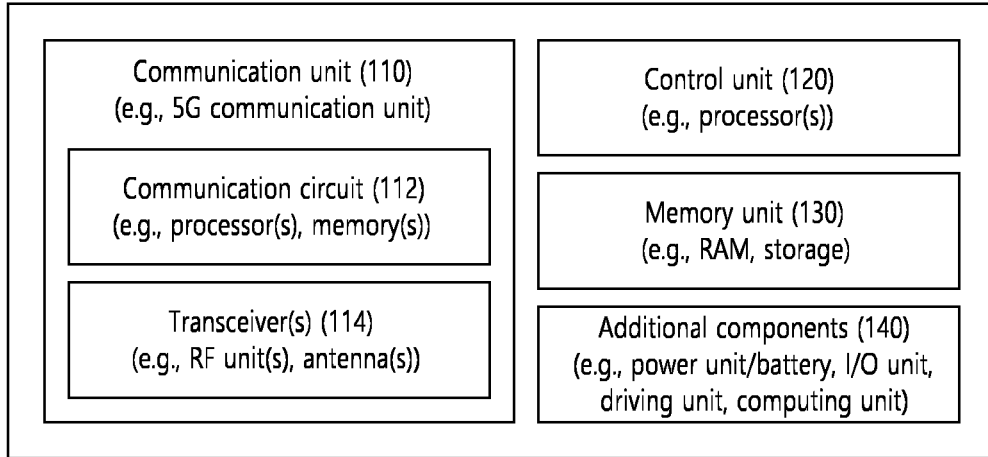 Communication unit (110)
(e.g., 5G communication unit)
Communication circuit (112)
(e.g., processor(s), memory(s))
Transceiver(s) (114)
(e.g., RF unit(s), antenna(s))
Control unit (120)
(e.g., processor(s))
Memory unit (130)
(e.g., RAM, storage)
Additional components (140)
(e.g., power unit/battery, I/O unit,
driving unit, computing unit)